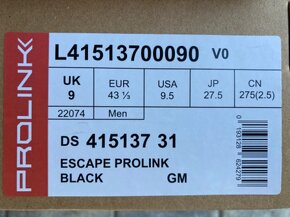 PROLINK
L41513700090 V0
UK EUR USA JP CN
9 43 ⅓ 9.5 27.5 275(2.5)
22074 Men
DS 415137 31
ESCAPE PROLINK
BLACK GM